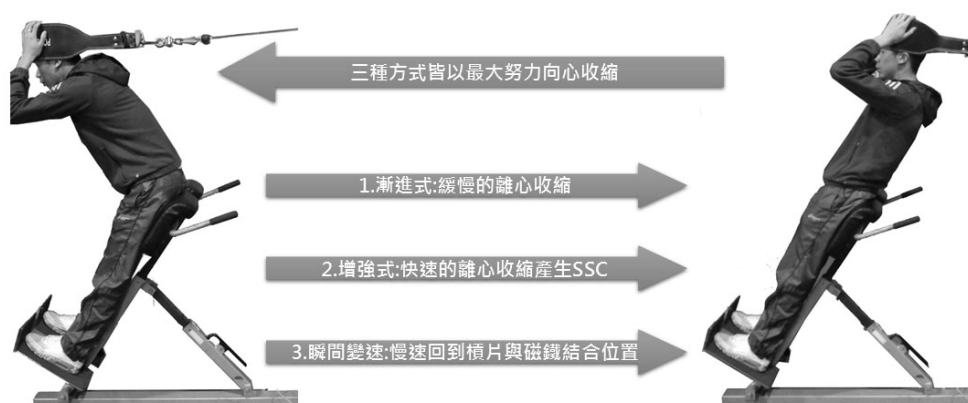 三種方式皆以最大努力向心收縮
1.漸進式:緩慢的離心收縮
2.增強式:快速的離心收縮產生SSC
3.瞬間變速:慢速回到槓片與磁鐵結合位置